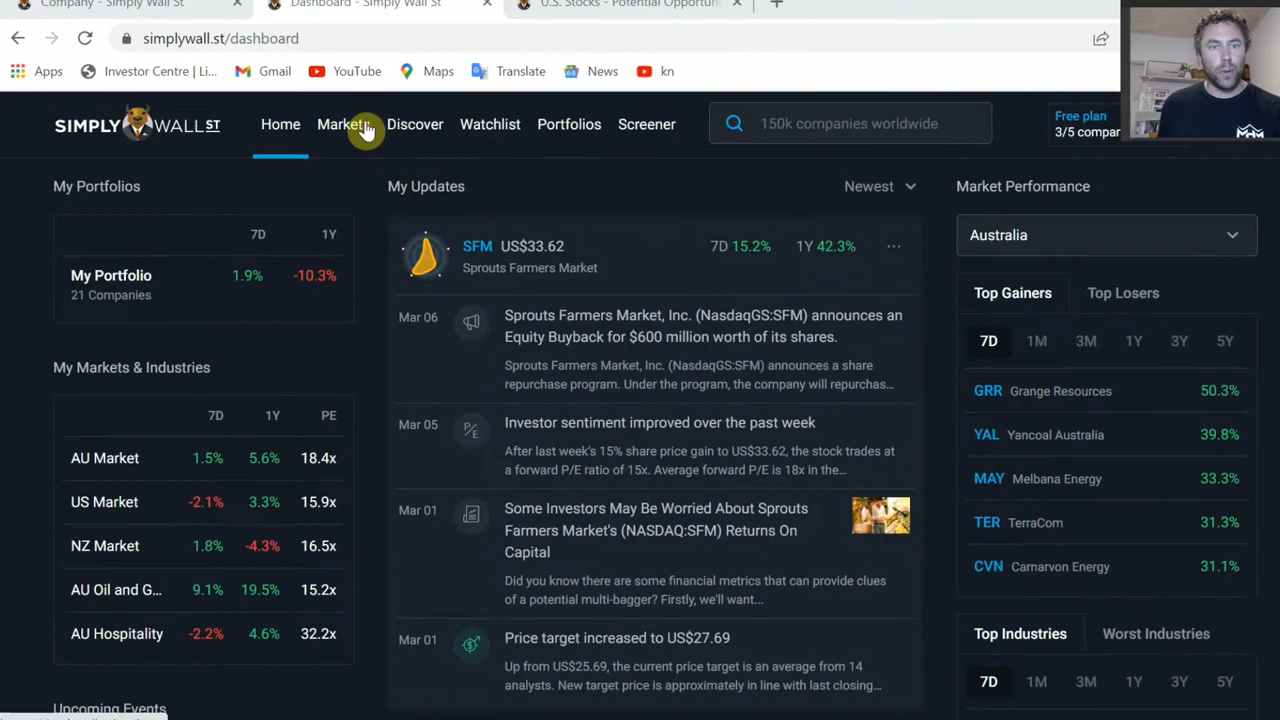 Company - Simply Wall St
Dashboard - Simply Wall St
U.S. Stocks - Potential Opportun
simplywall.st/dashboard
Apps
Investor Centre | Li...
Gmail
YouTube
Maps
Translate
News
kn
SIMPLY WALL ST
Home
Markets
Discover
Watchlist
Portfolios
Screener
150k companies worldwide
Free plan
3/5 compar
My Portfolios
7D 1Y
My Portfolio 1.9% -10.3%
21 Companies
My Markets & Industries
7D 1Y PE
AU Market 1.5% 5.6% 18.4x
US Market -2.1% 3.3% 15.9x
NZ Market 1.8% -4.3% 16.5x
AU Oil and G... 9.1% 19.5% 15.2x
AU Hospitality -2.2% 4.6% 32.2x
Upcoming Events
My Updates
Newest
SFM US$33.62 7D 15.2% 1Y 42.3% ...
Sprouts Farmers Market
Mar 06
Sprouts Farmers Market, Inc. (NasdaqGS:SFM) announces an
Equity Buyback for $600 million worth of its shares.
Sprouts Farmers Market, Inc. (NasdaqGS:SFM) announces a share
repurchase program. Under the program, the company will repurchas...
Mar 05
P/E
Investor sentiment improved over the past week
After last week's 15% share price gain to US$33.62, the stock trades at
a forward P/E ratio of 15x. Average forward P/E is 18x in the...
Mar 01
Some Investors May Be Worried About Sprouts
Farmers Market's (NASDAQ:SFM) Returns On
Capital
Did you know there are some financial metrics that can provide clues
of a potential multi-bagger? Firstly, we'll want...
Mar 01
Price target increased to US$27.69
Up from US$25.69, the current price target is an average from 14
analysts. New target price is approximately in line with last closing...
Market Performance
Australia
Top Gainers
Top Losers
7D 1M 3M 1Y 3Y 5Y
GRR Grange Resources 50.3%
YAL Yancoal Australia 39.8%
MAY Melbana Energy 33.3%
TER TerraCom 31.3%
CVN Carnarvon Energy 31.1%
Top Industries
Worst Industries
7D 1M 3M 1Y 3Y 5Y